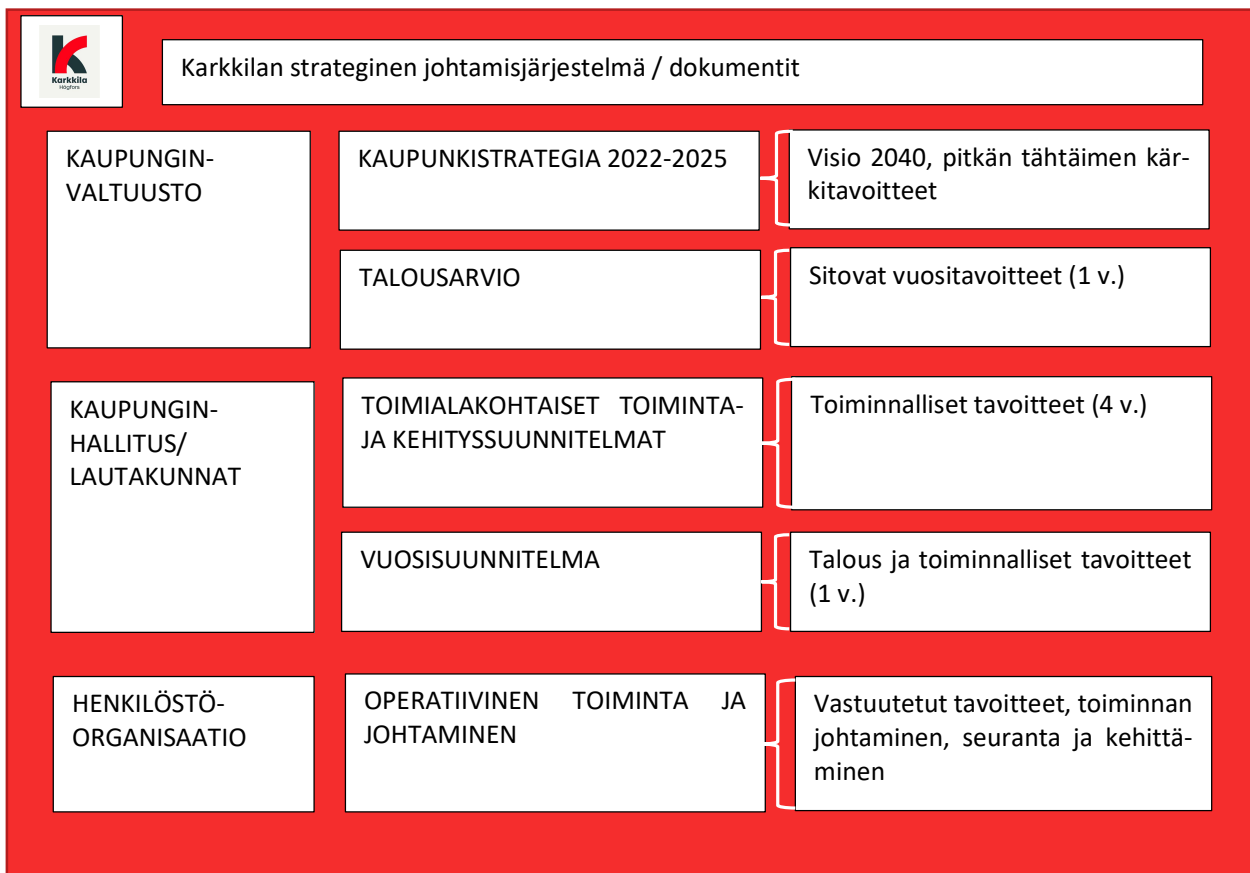 Karkkila
Högfors
Karkkilan strateginen johtamisjärjestelmä / dokumentit
KAUPUNGIN-
VALTUUSTO
KAUPUNKISTRATEGIA 2022-2025
Visio 2040, pitkän tähtäimen kär-
kitavoitteet
TALOUSARVIO
Sitovat vuositavoitteet (1 v.)
KAUPUNGIN-
HALLITUS/
LAUTAKUNNAT
TOIMIALAKOHTAISET TOIMINTA-
JA KEHITYSSUUNNITELMAT
Toiminnalliset tavoitteet (4 v.)
VUOSISUUNNITELMA
Talous ja toiminnalliset tavoitteet
(1 v.)
HENKILÖSTÖ-
ORGANISAATIO
OPERATIIVINEN TOIMINTA JA
JOHTAMINEN
Vastuutetut tavoitteet, toiminnan
johtaminen, seuranta ja kehittä-
minen